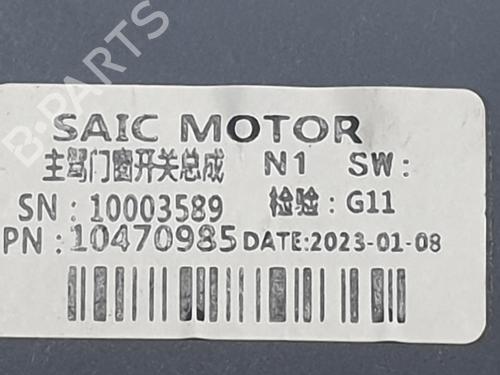 B-PARTS
SAIC MOTOR
主驾门窗开关总成 N1 SW:
SN : 10003589 检验 : G11
PN : 10470985 DATE:2023-01-08